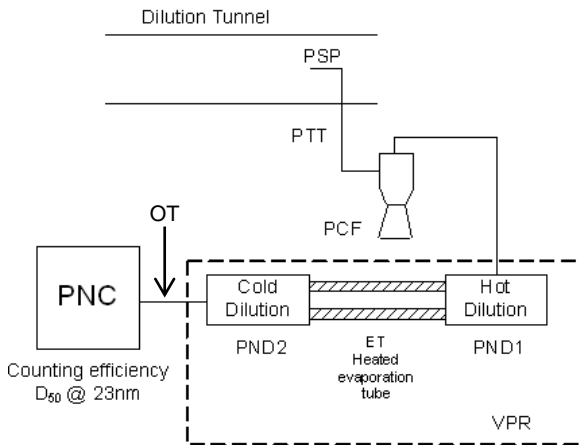 Dilution Tunnel
PSP
PTT
PCF
OT
PNC
Cold
Dilution
Hot
Dilution
PND2
ET
Heated
evaporation
tube
PND1
Counting efficiency
D₅₀ @ 23nm
VPR